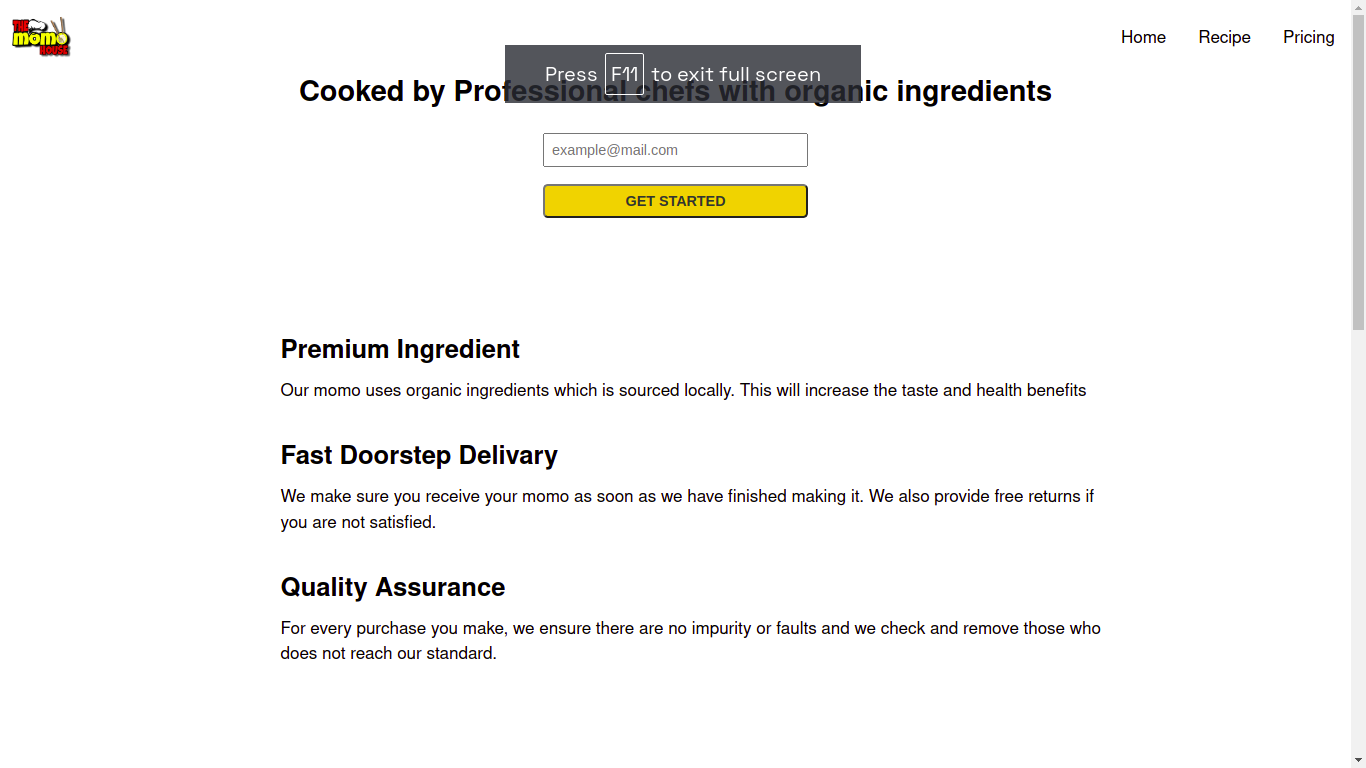 THE
MOMO
HOUSE
Home Recipe Pricing
Press F11 to exit full screen
Cooked by Professional chefs with organic ingredients
example@mail.com
GET STARTED
Premium Ingredient
Our momo uses organic ingredients which is sourced locally. This will increase the taste and health benefits
Fast Doorstep Delivary
We make sure you receive your momo as soon as we have finished making it. We also provide free returns if
you are not satisfied.
Quality Assurance
For every purchase you make, we ensure there are no impurity or faults and we check and remove those who
does not reach our standard.